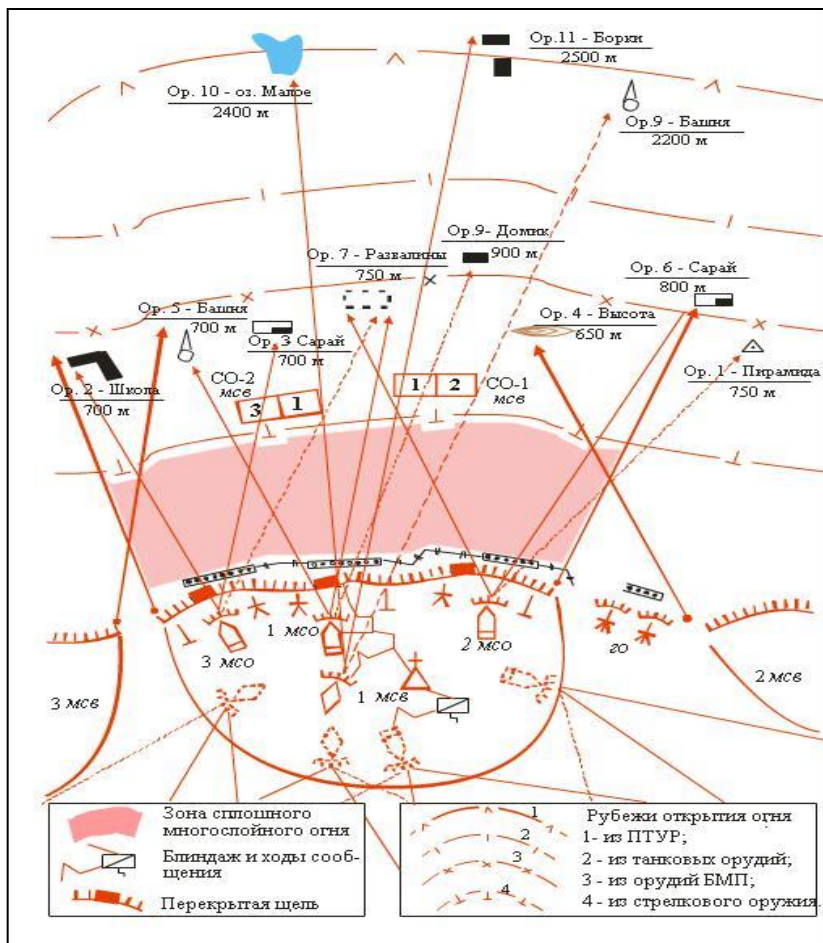 Ор.11 - Борки
2500 м
Ор. 10 - оз. Малое
2400 м
Ор.9 - Башня
2200 м
Ор.9- Домик
900 м
Ор. 7 - Развалины
750 м
Ор. 6 - Сарай
800 м
Ор. 5 - Башня
700 м
Ор. 4 - Высота
650 м
Ор. 3 - Сарай
700 м
Ор. 1 - Пирамида
750 м
Ор. 2 - Школа
700 м
СО-2
мсв
3 1
1 2
СО-1
мсв
1 мсо
3 мсо
2 мсо
го
3 мсв
1 мсв
2 мсв
Зона сплошного
многослойного огня
Блиндаж и ходы сооб-
щения
Перекрытая щель
1
2
3
4
Рубежи открытия огня
1- из ПТУР;
2 - из танковых орудий;
3 - из орудий БМП;
4 - из стрелкового оружия.